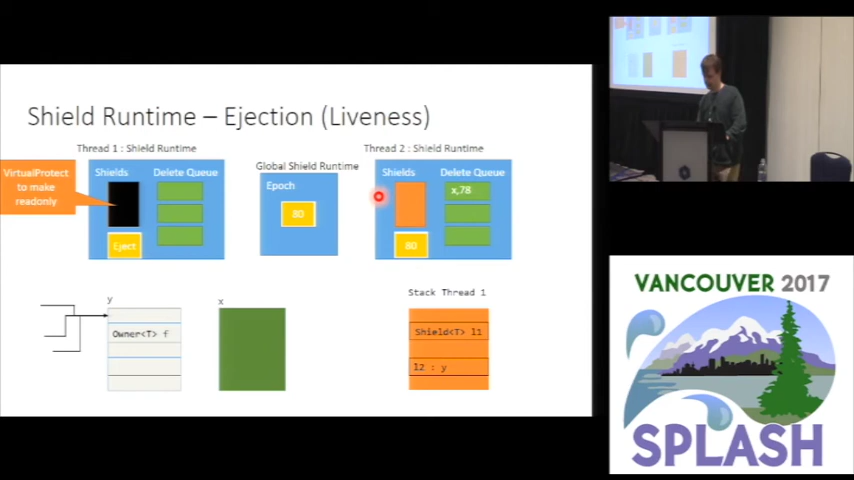 Shield Runtime – Ejection (Liveness)
Thread 1 : Shield Runtime
Thread 2 : Shield Runtime
VirtualProtect
to make
readonly
Shields
Delete Queue
Eject
Global Shield Runtime
Epoch
80
Shields
Delete Queue
x,78
80
y
Owner<T> f
x
Stack Thread 1
Shield<T> l1
l2 : y
VANCOUVER 2017
SPLASH